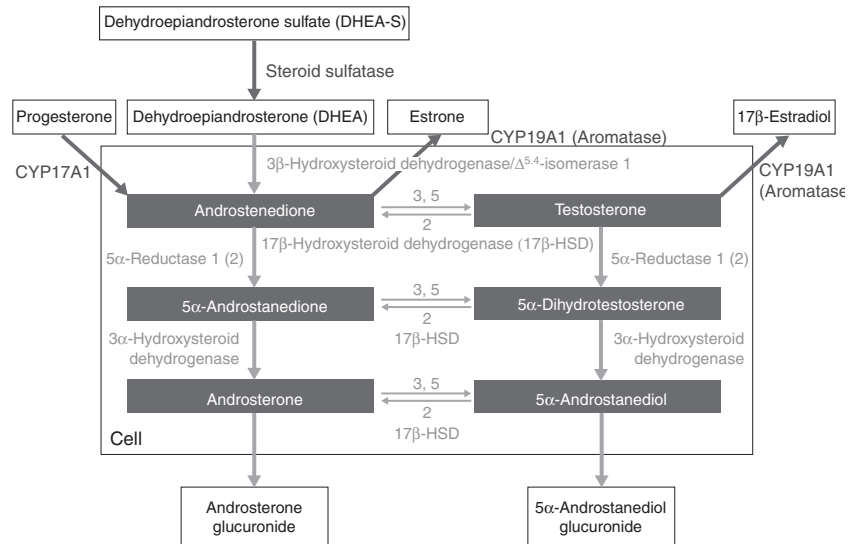 Dehydroepiandrosterone sulfate (DHEA-S)
Steroid sulfatase
Progesterone
Dehydroepiandrosterone (DHEA)
Estrone
17β-Estradiol
CYP19A1 (Aromatase)
3β-Hydroxysteroid dehydrogenase/Δ5,4-isomerase 1
CYP17A1
CYP19A1
(Aromatase
Androstenedione
3, 5
2
Testosterone
17β-Hydroxysteroid dehydrogenase (17β-HSD)
5α-Reductase 1 (2)
5α-Reductase 1 (2)
5α-Androstanedione
3, 5
2
17β-HSD
5α-Dihydrotestosterone
3α-Hydroxysteroid
dehydrogenase
3α-Hydroxysteroid
dehydrogenase
Androsterone
3, 5
2
17β-HSD
5α-Androstanediol
Cell
Androsterone
glucuronide
5α-Androstanediol
glucuronide